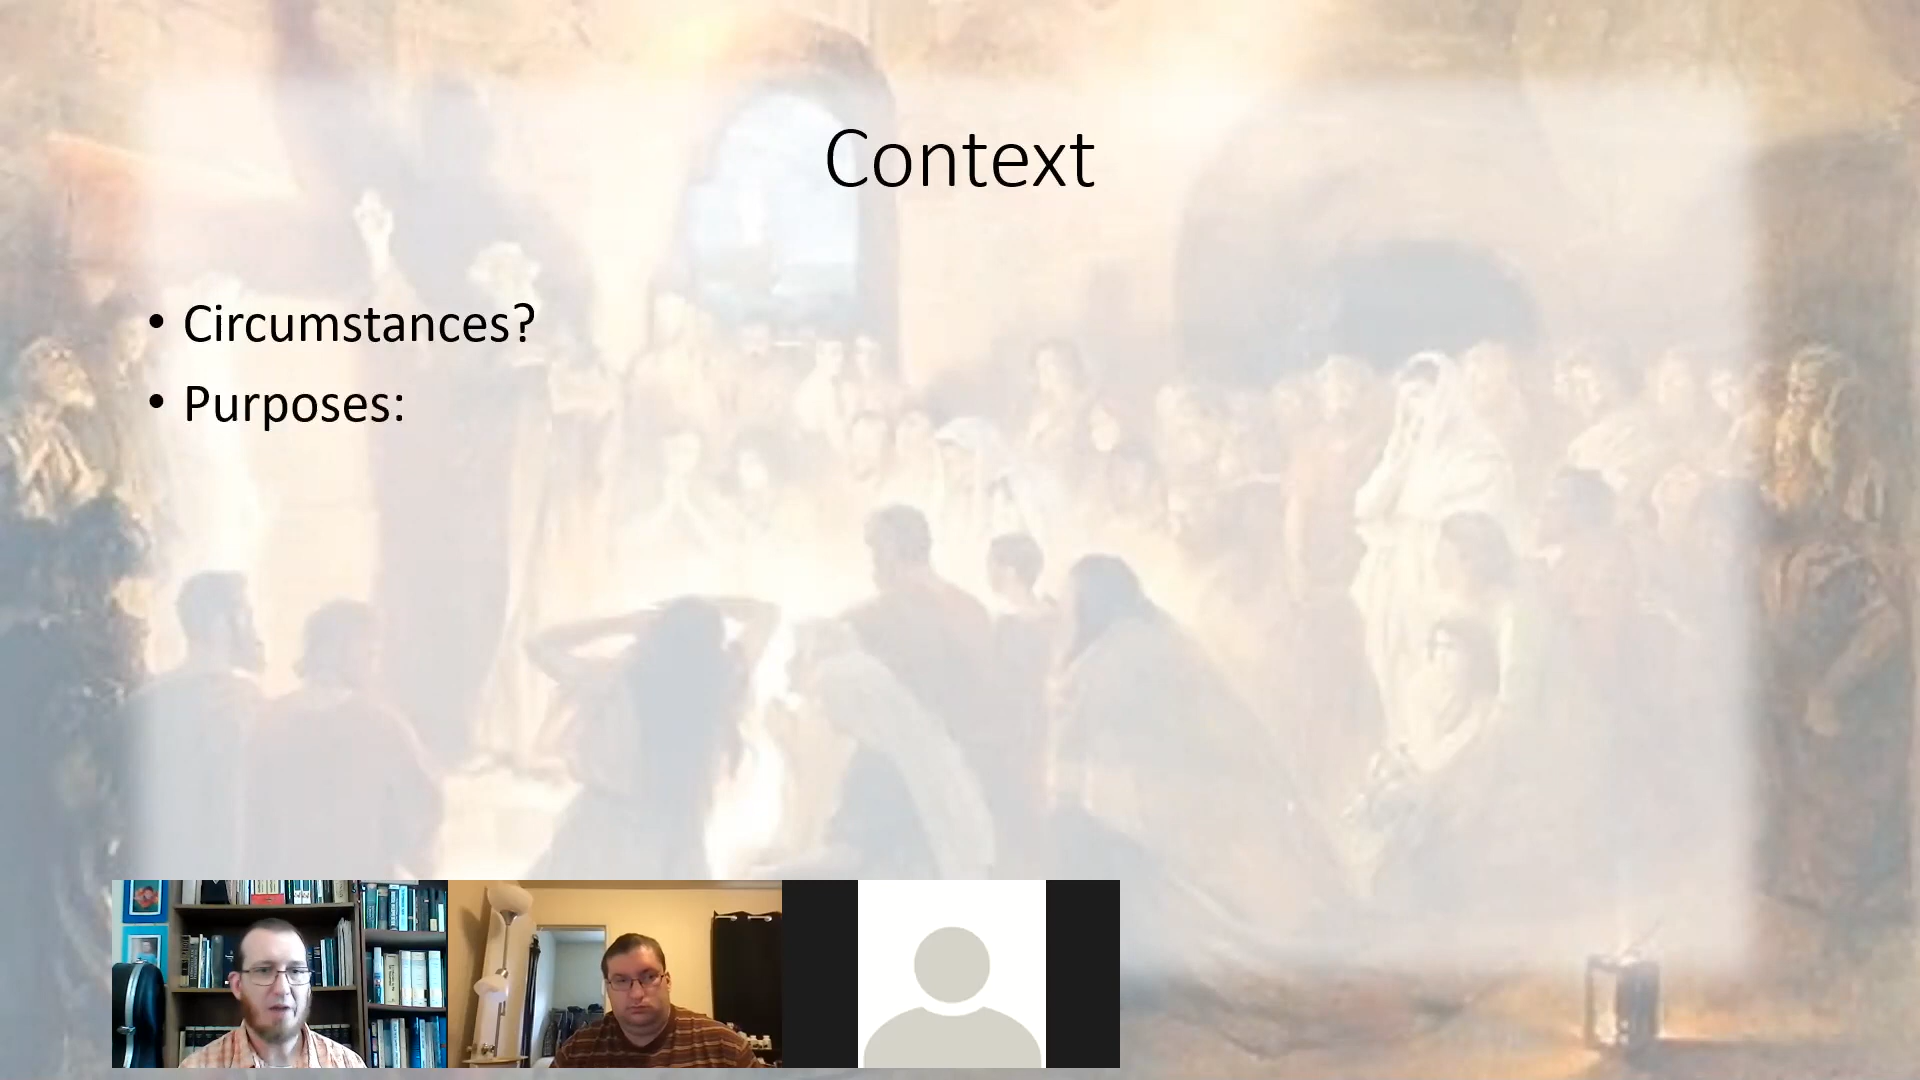 Context
• Circumstances?
• Purposes: